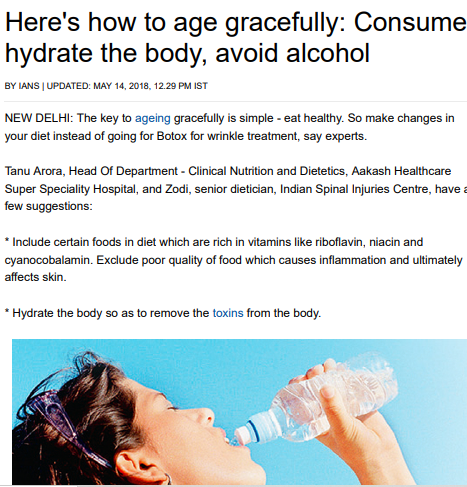 Here's how to age gracefully: Consume
hydrate the body, avoid alcohol
BY IANS | UPDATED: MAY 14, 2018, 12.29 PM IST
NEW DELHI: The key to ageing gracefully is simple - eat healthy. So make changes in
your diet instead of going for Botox for wrinkle treatment, say experts.
Tanu Arora, Head Of Department - Clinical Nutrition and Dietetics, Aakash Healthcare
Super Speciality Hospital, and Zodi, senior dietician, Indian Spinal Injuries Centre, have a
few suggestions:
* Include certain foods in diet which are rich in vitamins like riboflavin, niacin and
cyanocobalamin. Exclude poor quality of food which causes inflammation and ultimately
affects skin.
* Hydrate the body so as to remove the toxins from the body.